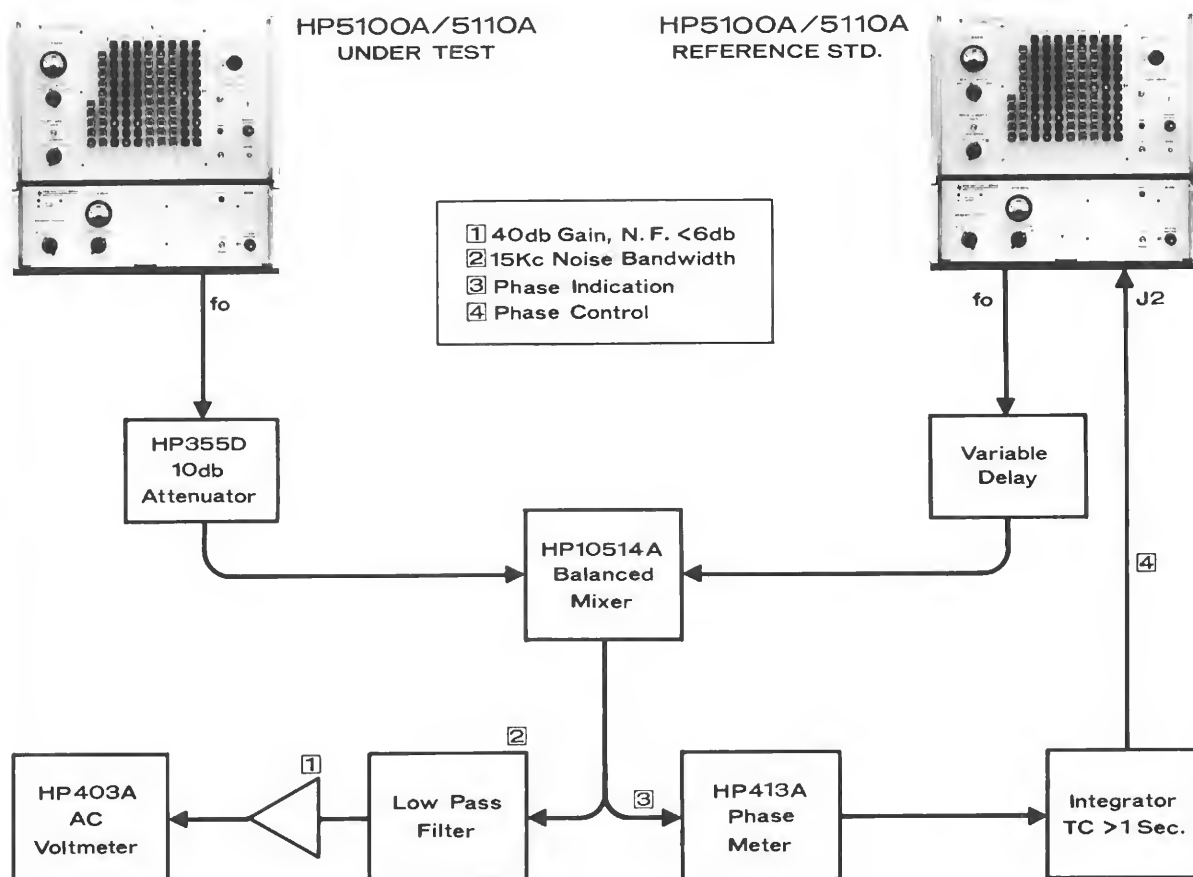 HP5100A/5110A
UNDER TEST
HP5100A/5110A
REFERENCE STD.
1 40db Gain, N.F. <6db
2 15Kc Noise Bandwidth
3 Phase Indication
4 Phase Control
fo
fo
J2
HP355D
10db
Attenuator
Variable
Delay
HP10514A
Balanced
Mixer
4
1
2
3
HP403A
AC
Voltmeter
Low Pass
Filter
HP413A
Phase
Meter
Integrator
TC >1 Sec.